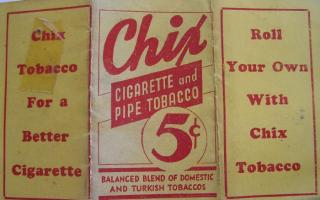 Chix
Tobacco
For a
Better
Cigarette
Chix
CIGARETTE and
PIPE TOBACCO
5¢
BALANCED BLEND OF DOMESTIC
AND TURKISH TOBACCOS
Roll
Your Own
With
Chix
Tobacco